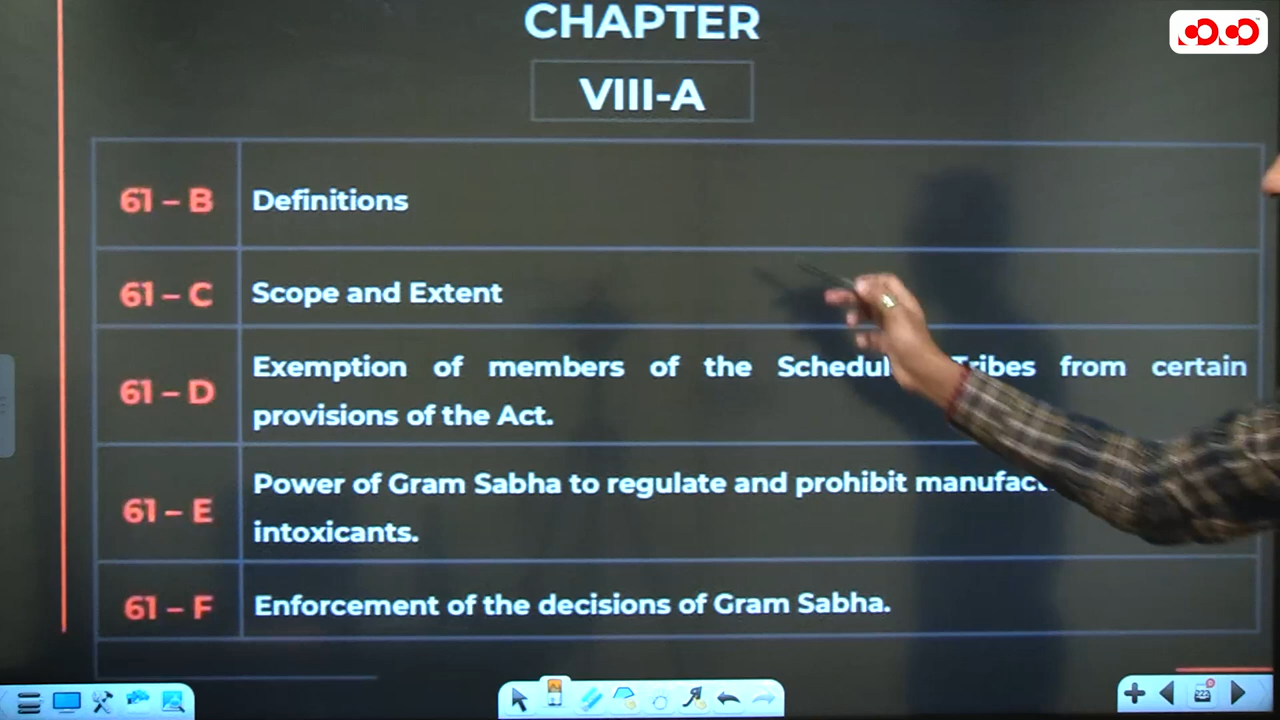 CHAPTER
VIII-A
61 – B Definitions
61 – C Scope and Extent
61 – D Exemption of members of the Tribes from certain
provisions of the Act.
61 – E Power of Gram Sabha to regulate and prohibit
intoxicants.
61 – F Enforcement of the decisions of Gram Sabha.